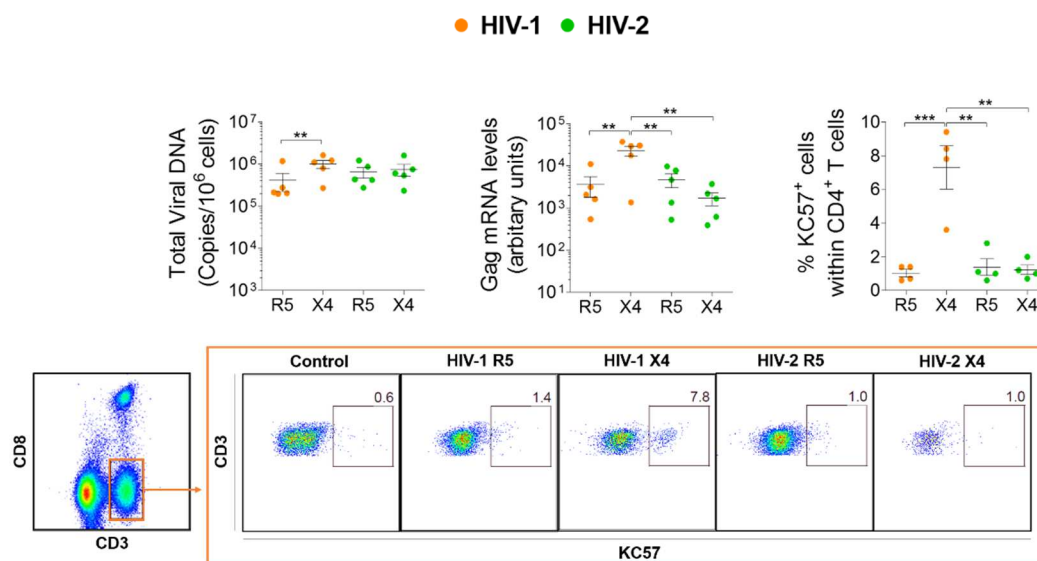 HIV-1 HIV-2
Total Viral DNA
(Copies/10⁶ cells)
10⁷
10⁶
10⁵
10⁴
10³
**
R5 X4 R5 X4
Gag mRNA levels
(arbitary units)
10⁵
10⁴
10³
10²
10¹
**
** **
R5 X4 R5 X4
% KC57⁺ cells
within CD4⁺ T cells
10
8
6
4
2
0
**
*** **
R5 X4 R5 X4
CD8
CD3
Control HIV-1 R5 HIV-1 X4 HIV-2 R5 HIV-2 X4
CD3
0.6 1.4 7.8 1.0 1.0
KC57